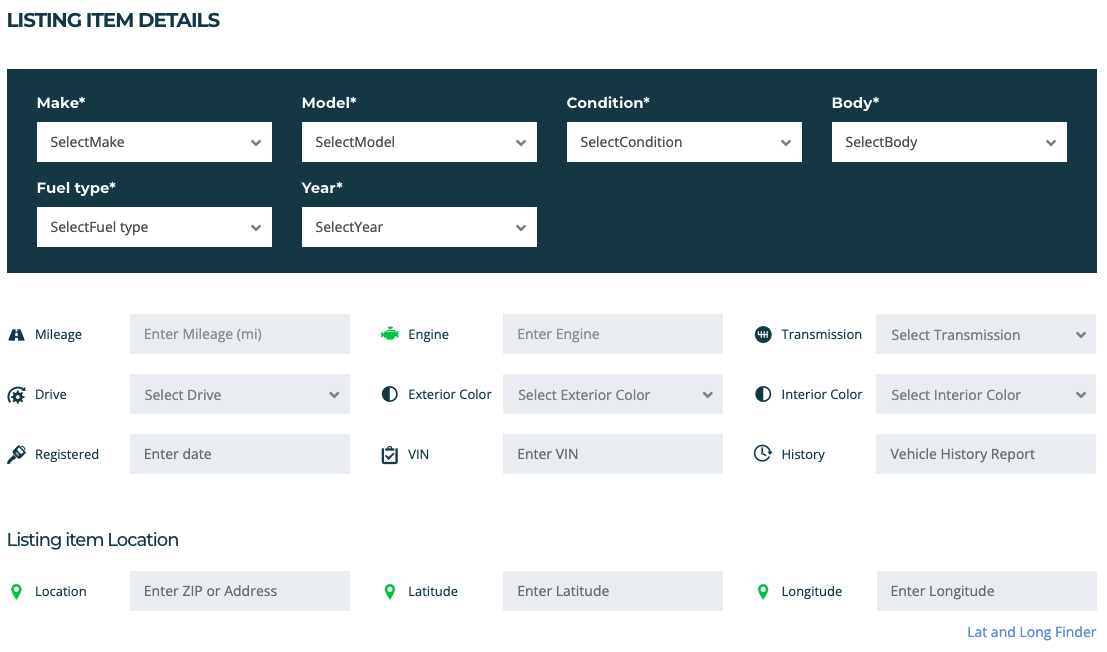 LISTING ITEM DETAILS
Make* Model* Condition* Body*
SelectMake SelectModel SelectCondition SelectBody
Fuel type* Year*
SelectFuel type SelectYear
Mileage Enter Mileage (mi) Engine Enter Engine Transmission Select Transmission
Drive Select Drive Exterior Color Select Exterior Color Interior Color Select Interior Color
Registered Enter date VIN Enter VIN History Vehicle History Report
Listing item Location
Location Enter ZIP or Address Latitude Enter Latitude Longitude Enter Longitude
Lat and Long Finder